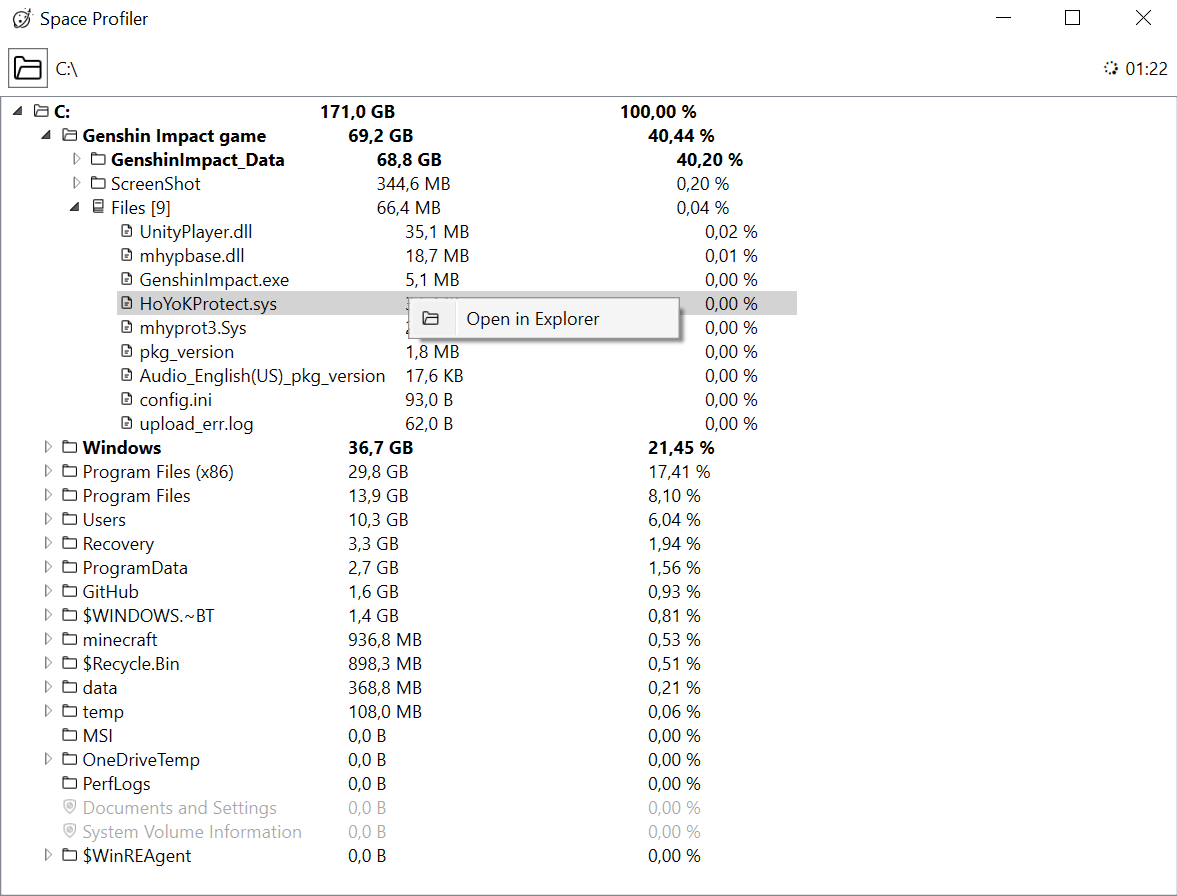 Space Profiler
C:\ 01:22
C: 171,0 GB 100,00 %
Genshin Impact game 69,2 GB 40,44 %
GenshinImpact_Data 68,8 GB 40,20 %
ScreenShot 344,6 MB 0,20 %
Files [9] 66,4 MB 0,04 %
UnityPlayer.dll 35,1 MB 0,02 %
mhypbase.dll 18,7 MB 0,01 %
GenshinImpact.exe 5,1 MB 0,00 %
HoYoKProtect.sys 0,00 %
Open in Explorer
mhyprot3.Sys 0,00 %
pkg_version 1,8 MB 0,00 %
Audio_English(US)_pkg_version 17,6 KB 0,00 %
config.ini 93,0 B 0,00 %
upload_err.log 62,0 B 0,00 %
Windows 36,7 GB 21,45 %
Program Files (x86) 29,8 GB 17,41 %
Program Files 13,9 GB 8,10 %
Users 10,3 GB 6,04 %
Recovery 3,3 GB 1,94 %
ProgramData 2,7 GB 1,56 %
GitHub 1,6 GB 0,93 %
$WINDOWS.~BT 1,4 GB 0,81 %
minecraft 936,8 MB 0,53 %
$Recycle.Bin 898,3 MB 0,51 %
data 368,8 MB 0,21 %
temp 108,0 MB 0,06 %
MSI 0,0 B 0,00 %
OneDriveTemp 0,0 B 0,00 %
PerfLogs 0,0 B 0,00 %
Documents and Settings 0,0 B 0,00 %
System Volume Information 0,0 B 0,00 %
$WinREAgent 0,0 B 0,00 %